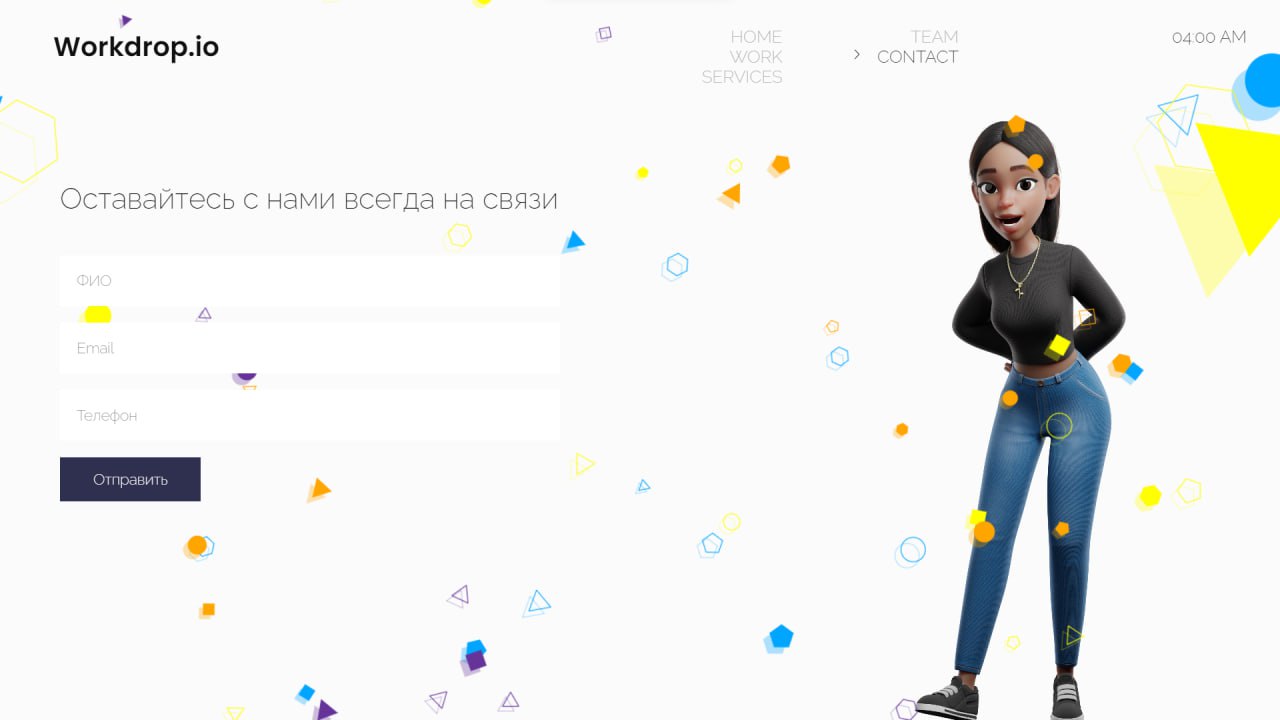 Workdrop.io
HOME
WORK
SERVICES
TEAM
CONTACT
04:00 AM
Оставайтесь с нами всегда на связи
ФИО
Email
Телефон
Отправить